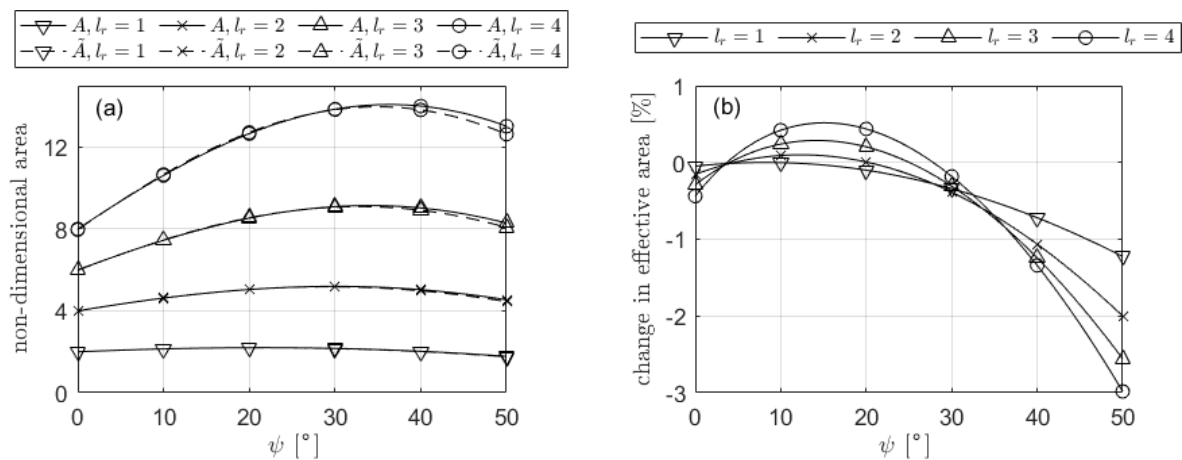 A, l_r = 1 A, l_r = 2 A, l_r = 3 A, l_r = 4
Ã, l_r = 1 Ã, l_r = 2 Ã, l_r = 3 Ã, l_r = 4
(a)
non-dimensional area
12
8
4
0
0 10 20 30 40 50
ψ [°]
l_r = 1 l_r = 2 l_r = 3 l_r = 4
(b)
change in effective area [%]
1
0
-1
-2
-3
0 10 20 30 40 50
ψ [°]